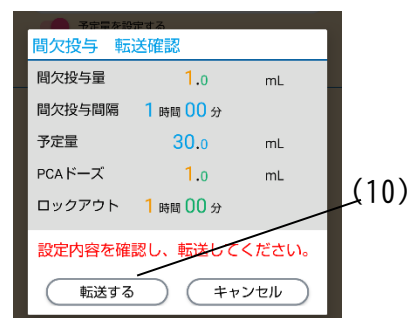 予定量を設定する
間欠投与 転送確認
間欠投与量 1.0 mL
間欠投与間隔 1 時間 00 分
予定量 30.0 mL
PCAドーズ 1.0 mL
ロックアウト 1 時間 00 分
(10)
設定内容を確認し、転送してください。
転送する キャンセル